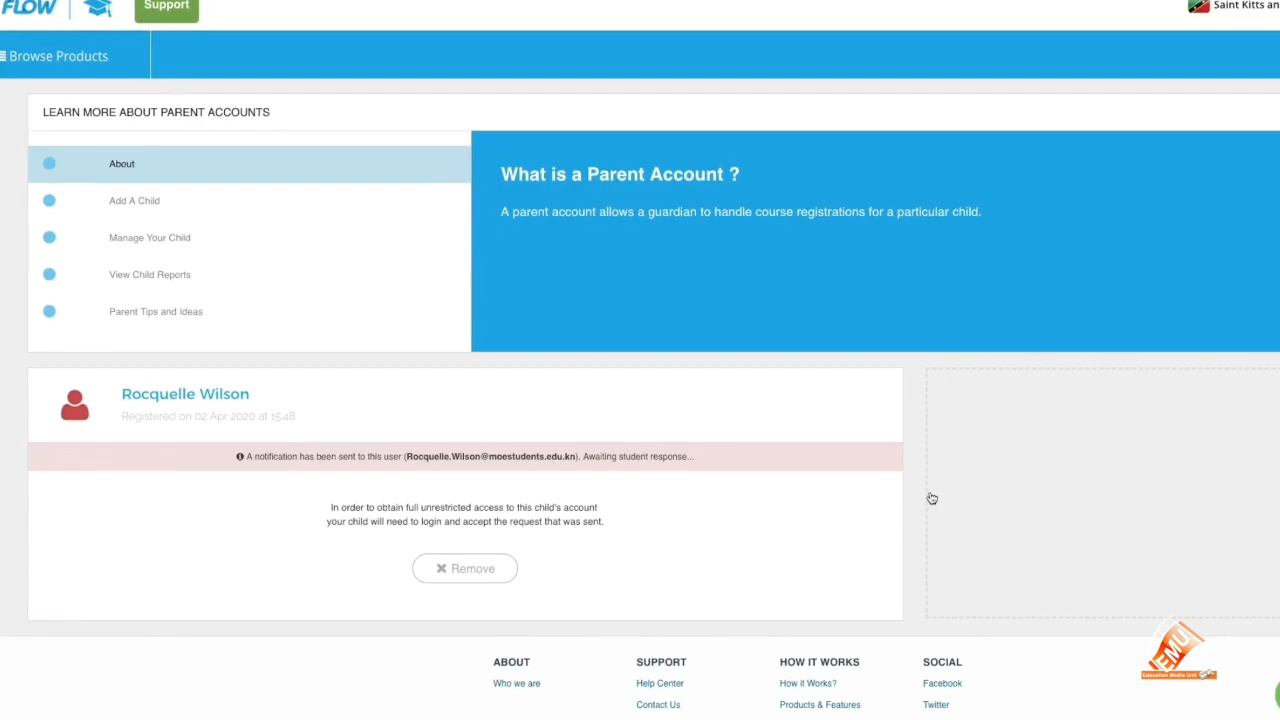 FLOW
Support
Saint Kitts an
Browse Products
LEARN MORE ABOUT PARENT ACCOUNTS
About
Add A Child
Manage Your Child
View Child Reports
Parent Tips and Ideas
What is a Parent Account ?
A parent account allows a guardian to handle course registrations for a particular child.
Rocquelle Wilson
Registered on 02 Apr 2020 at 15:48
A notification has been sent to this user (Rocquelle.Wilson@moestudents.edu.kn). Awaiting student response...
In order to obtain full unrestricted access to this child's account
your child will need to login and accept the request that was sent.
Remove
ABOUT
Who we are
SUPPORT
Help Center
Contact Us
HOW IT WORKS
How it Works?
Products & Features
SOCIAL
Facebook
Twitter
EMU
Education Media Unit